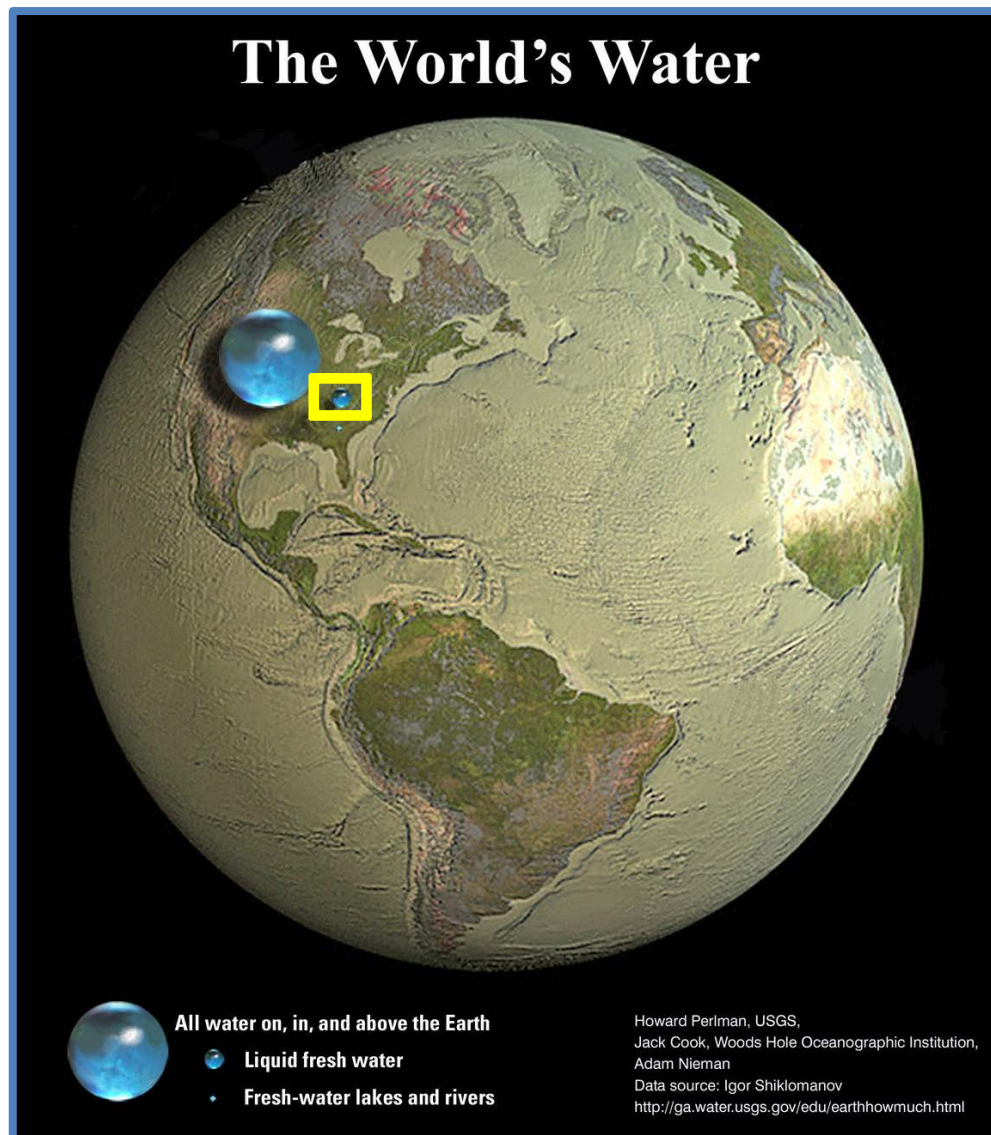 The World's Water
All water on, in, and above the Earth
Liquid fresh water
Fresh-water lakes and rivers
Howard Perlman, USGS,
Jack Cook, Woods Hole Oceanographic Institution,
Adam Nieman
Data source: Igor Shiklomanov
http://ga.water.usgs.gov/edu/earthhowmuch.html